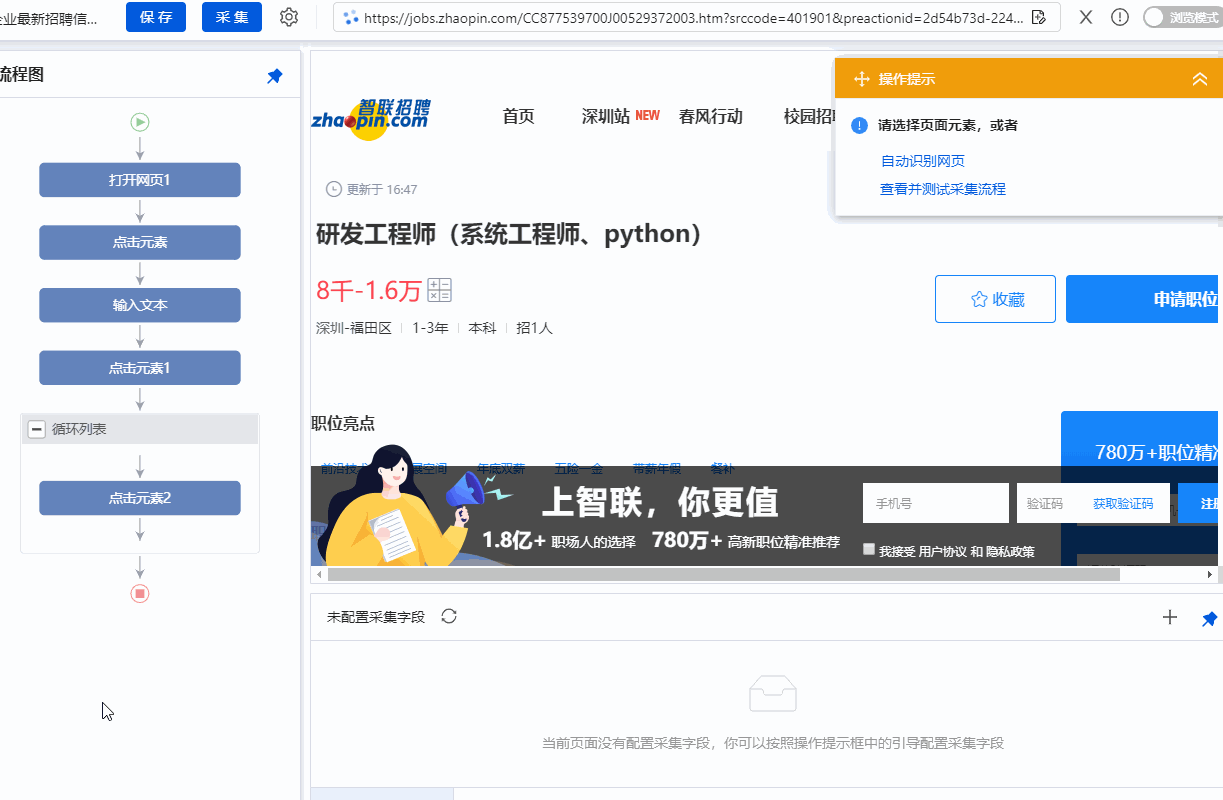 业最新招聘信...
保存
采集
https://jobs.zhaopin.com/CC877539700J00529372003.htm?srccode=401901&preactionid=2d54b73d-224...
浏览模式
流程图
打开网页1
点击元素
输入文本
点击元素1
循环列表
点击元素2
智联招聘
zhaopin.com
首页
深圳站 NEW
春风行动
校园招聘
操作提示
请选择页面元素，或者
自动识别网页
查看并测试采集流程
更新于 16:47
研发工程师（系统工程师、python）
8千-1.6万
深圳-福田区 1-3年 本科 招1人
收藏
申请职位
职位亮点
780万+职位精准
前沿技术
展空间
年底双薪
五险一金
带薪年假
餐补
上智联，你更值
1.8亿+ 职场人的选择 780万+ 高新职位精准推荐
手机号
验证码
获取验证码
注册
我接受 用户协议 和 隐私政策
未配置采集字段
当前页面没有配置采集字段，你可以按照操作提示框中的引导配置采集字段